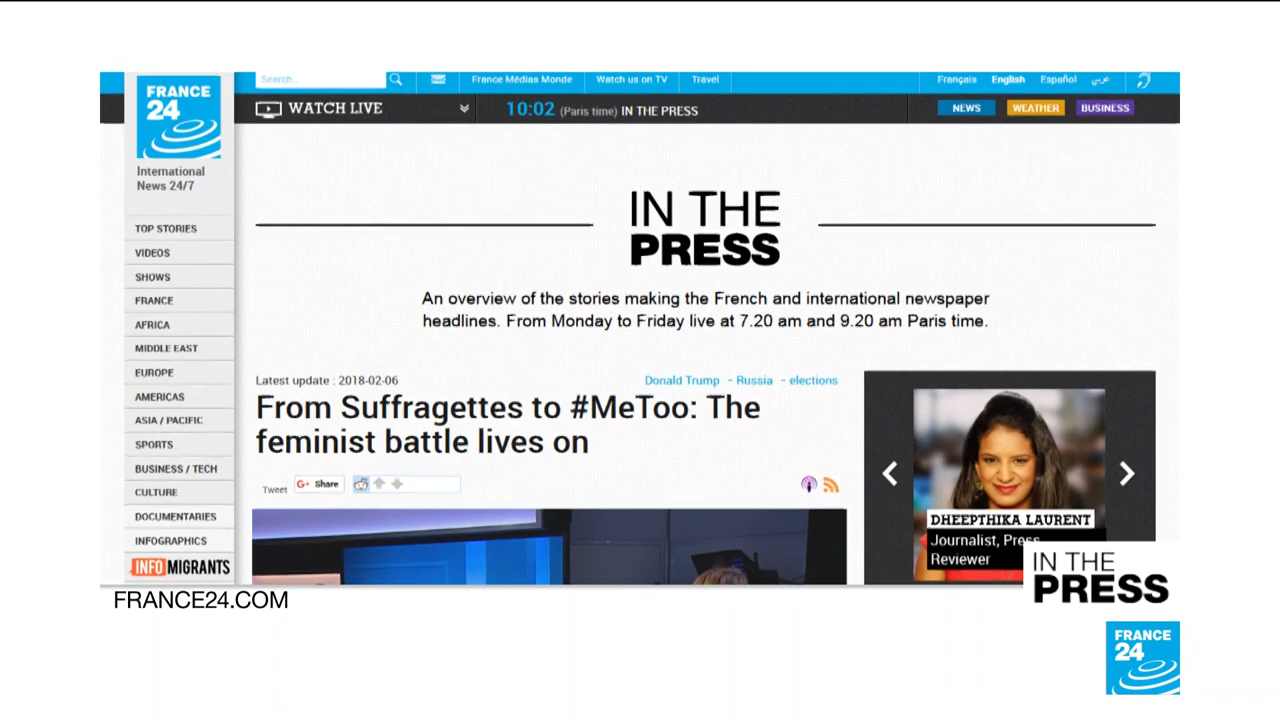 FRANCE
24
International
News 24/7
TOP STORIES
VIDEOS
SHOWS
FRANCE
AFRICA
MIDDLE EAST
EUROPE
AMERICAS
ASIA / PACIFIC
SPORTS
BUSINESS / TECH
CULTURE
DOCUMENTARIES
INFOGRAPHICS
INFOMIGRANTS
Search...
France Médias Monde
Watch us on TV
Travel
Français
English
Español
عربي
WATCH LIVE
10:02 (Paris time) IN THE PRESS
NEWS
WEATHER
BUSINESS
IN THE
PRESS
An overview of the stories making the French and international newspaper
headlines. From Monday to Friday live at 7.20 am and 9.20 am Paris time.
Latest update : 2018-02-06
Donald Trump - Russia - elections
From Suffragettes to #MeToo: The
feminist battle lives on
Tweet
G+ Share
DHEEPTHIKA LAURENT
Journalist, Press
Reviewer
FRANCE24.COM
IN THE
PRESS
FRANCE
24